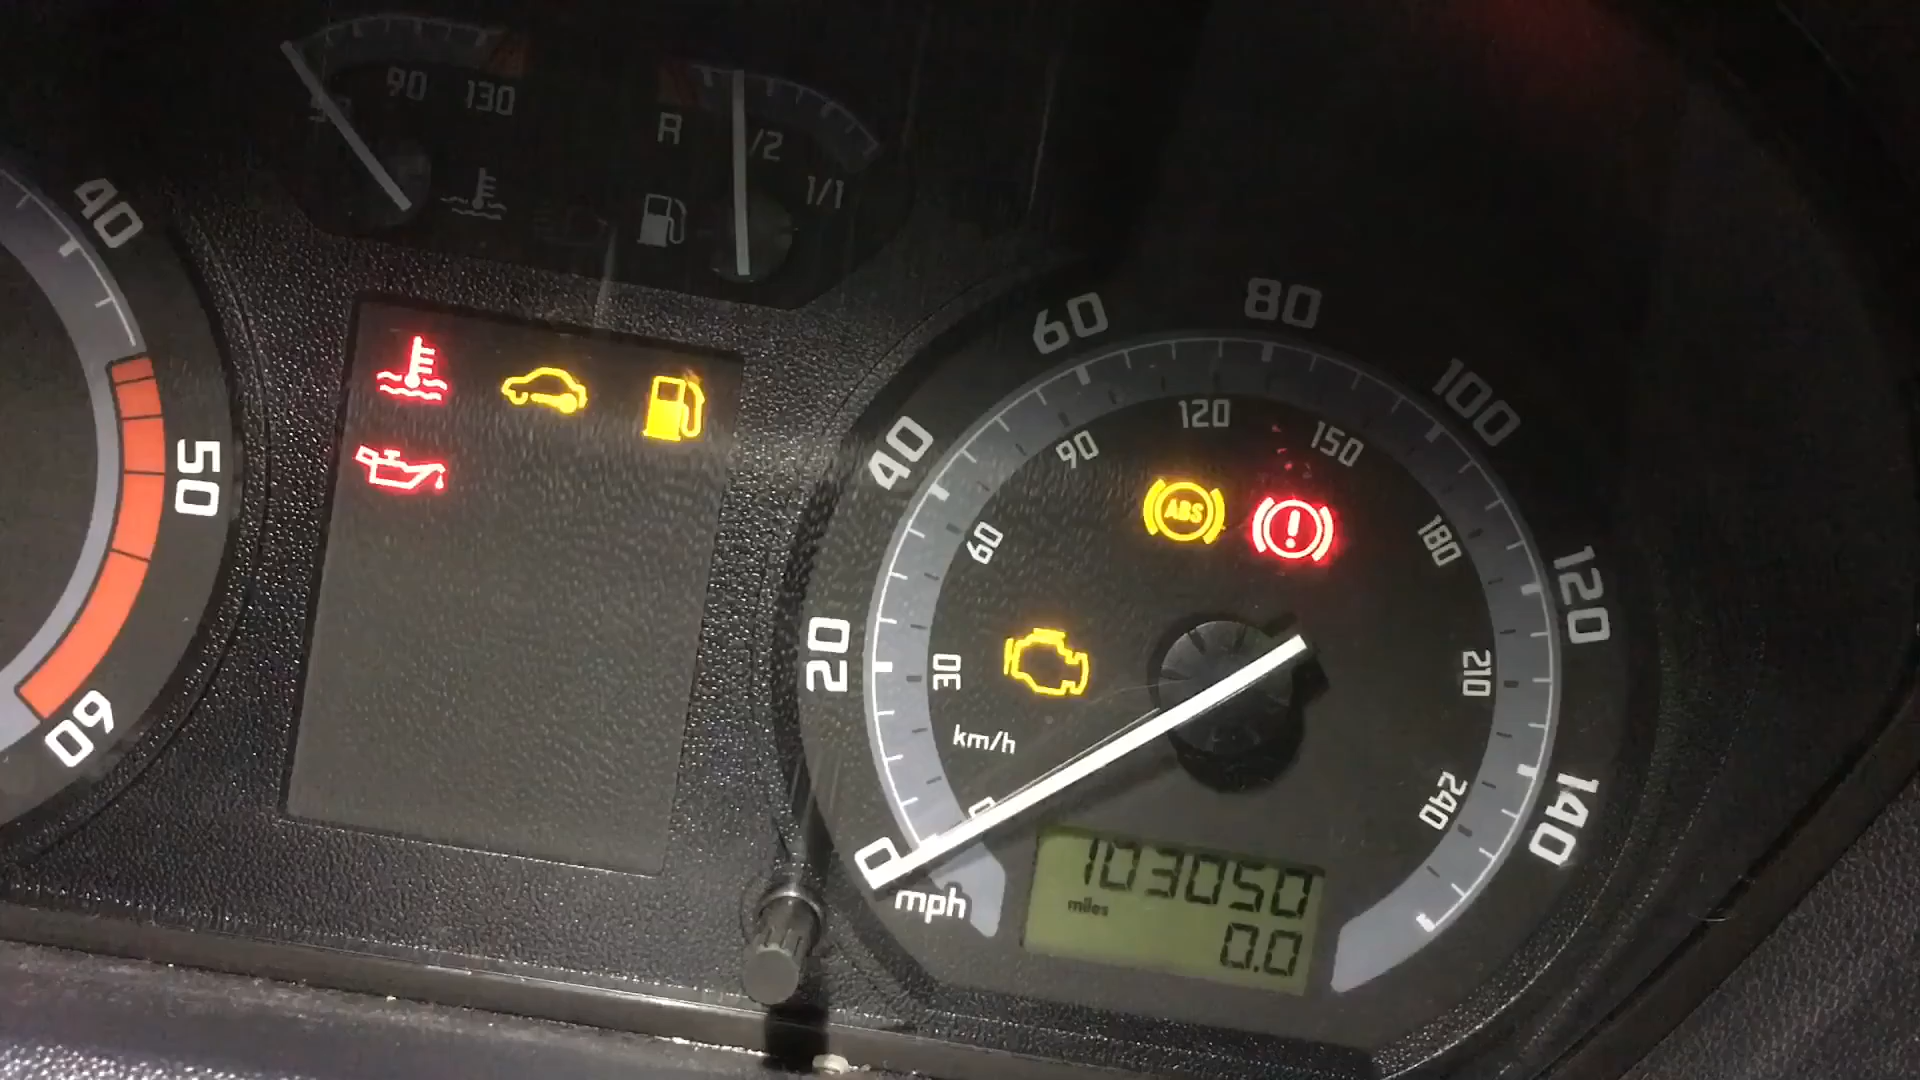 90 130
R /2 1/1
40
50
60
0 20 40 60 80 100 120 140
mph
0 30 60 90 120 150 180 210 240
km/h
ABS
!
103050
miles
0.0